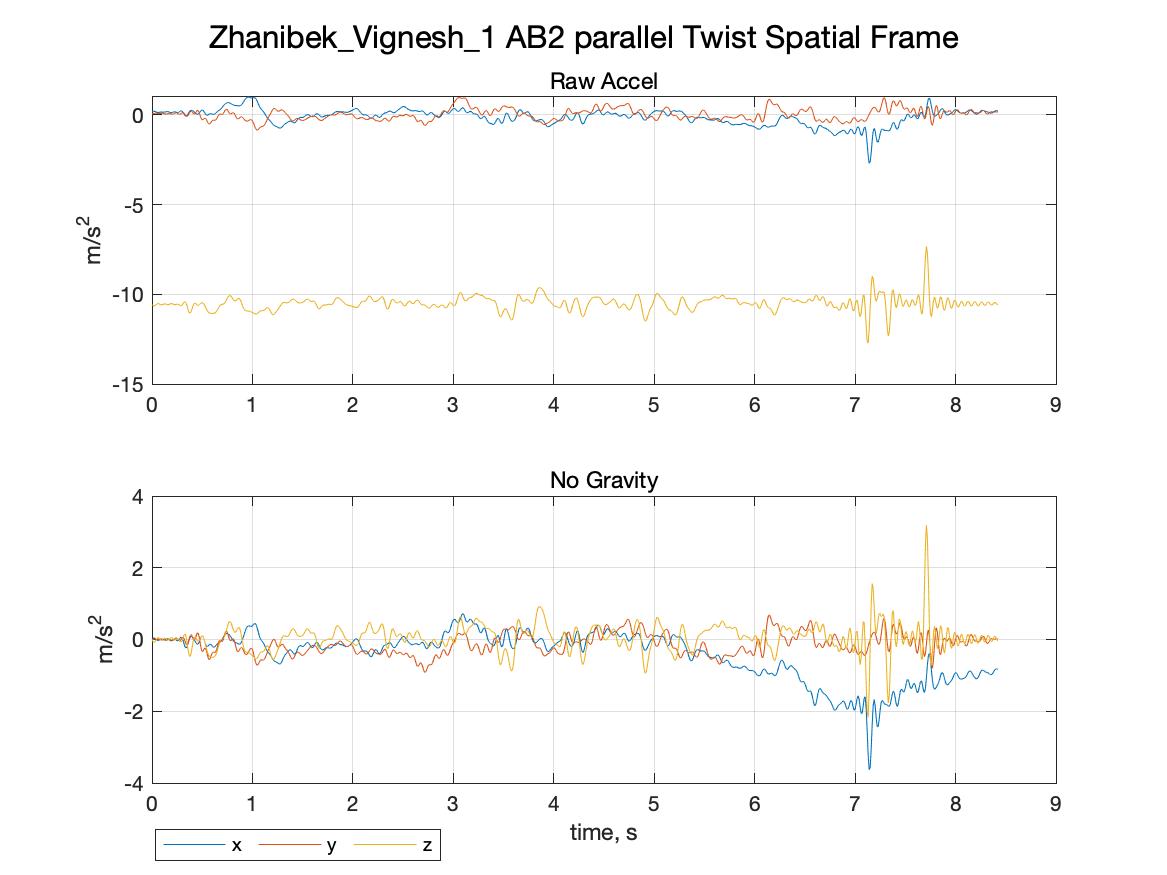 Zhanibek_Vignesh_1 AB2 parallel Twist Spatial Frame
Raw Accel
0
-5
-10
-15
m/s²
0 1 2 3 4 5 6 7 8 9
No Gravity
4
2
0
-2
-4
m/s²
0 1 2 3 4 5 6 7 8 9
time, s
x y z